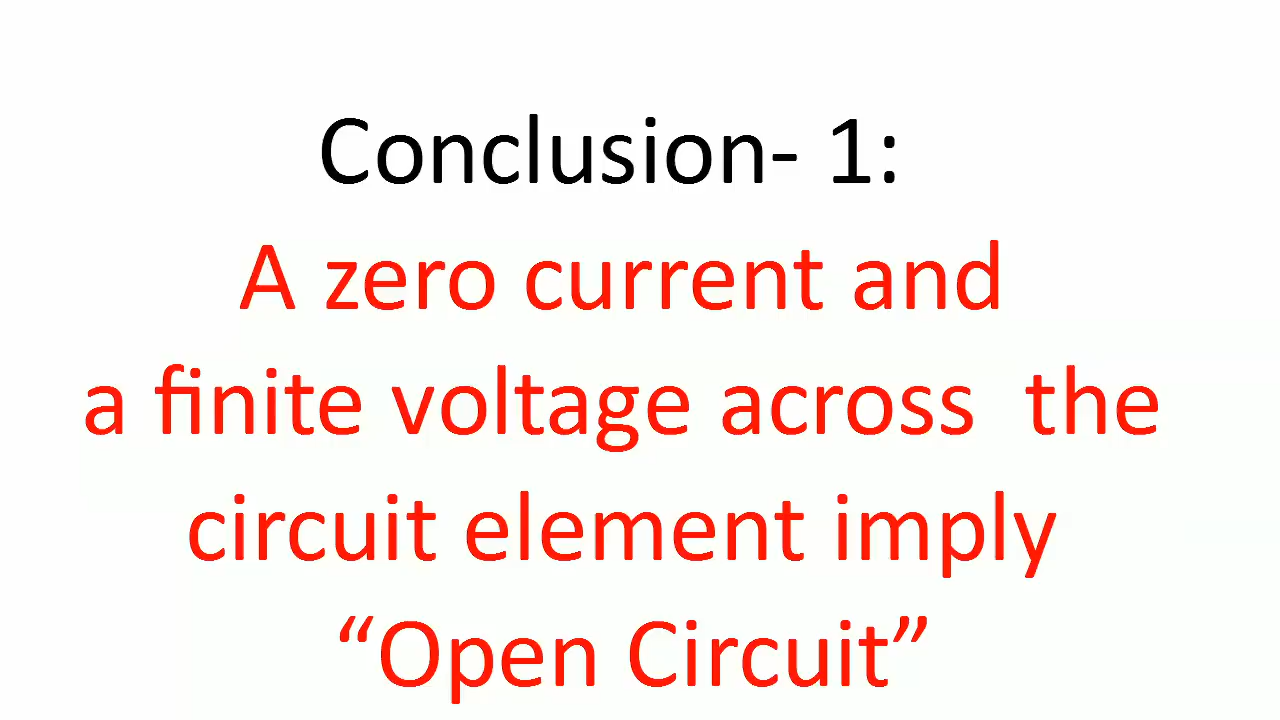 Conclusion- 1:
A zero current and
a finite voltage across  the
circuit element imply
“Open Circuit”